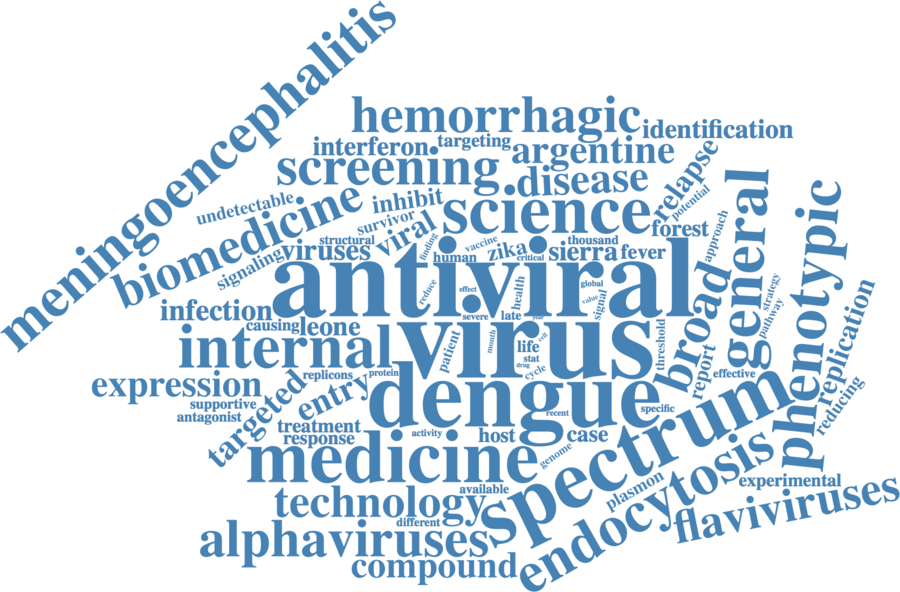 meningoencephalitis
hemorrhagic
identification
interferon
targeting
argentine
screening
disease
relapse
potential
undetectable
biomedicine
inhibit
survivor
science
forest
approach
general
phenotypic
signaling
viruses
structural
viral
finding
human
vaccine
zika
critical
thousand
sierra
fever
antiviral
reduce
effect
health
global
value
signal
strategy
pathway
infection
causing
leone
severe
late
year
virus
broad
threshold
replication
internal
patient
month
life
cell
stat
drug
cycle
report
effective
reducing
expression
replicons
protein
entry
dengue
recent
specific
spectrum
supportive
antagonist
targeted
treatment
response
activity
host
case
genome
medicine
endocytosis
plasmon
experimental
available
technology
different
flaviviruses
alphaviruses
compound